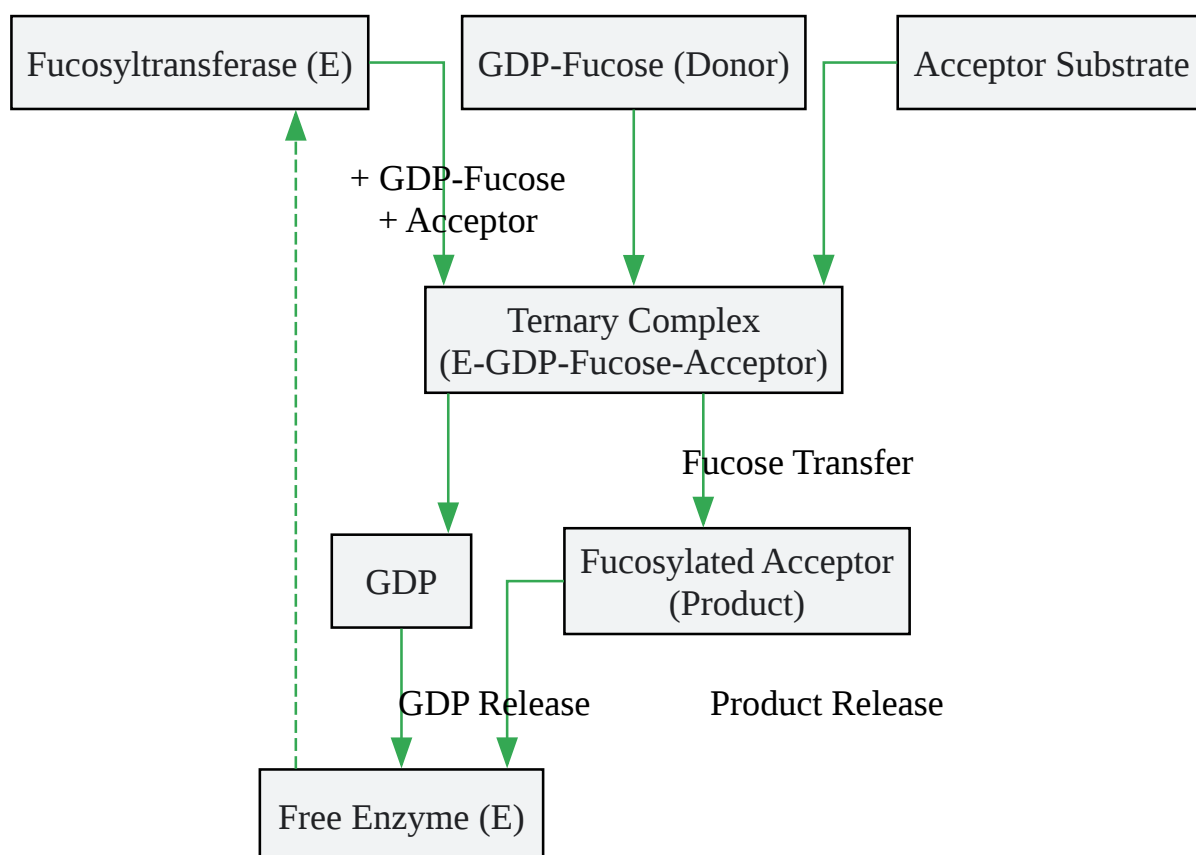 Fucosyltransferase (E)
GDP-Fucose (Donor)
Acceptor Substrate
+ GDP-Fucose
+ Acceptor
Ternary Complex
(E-GDP-Fucose-Acceptor)
Fucose Transfer
GDP
Fucosylated Acceptor
(Product)
GDP Release
Product Release
Free Enzyme (E)